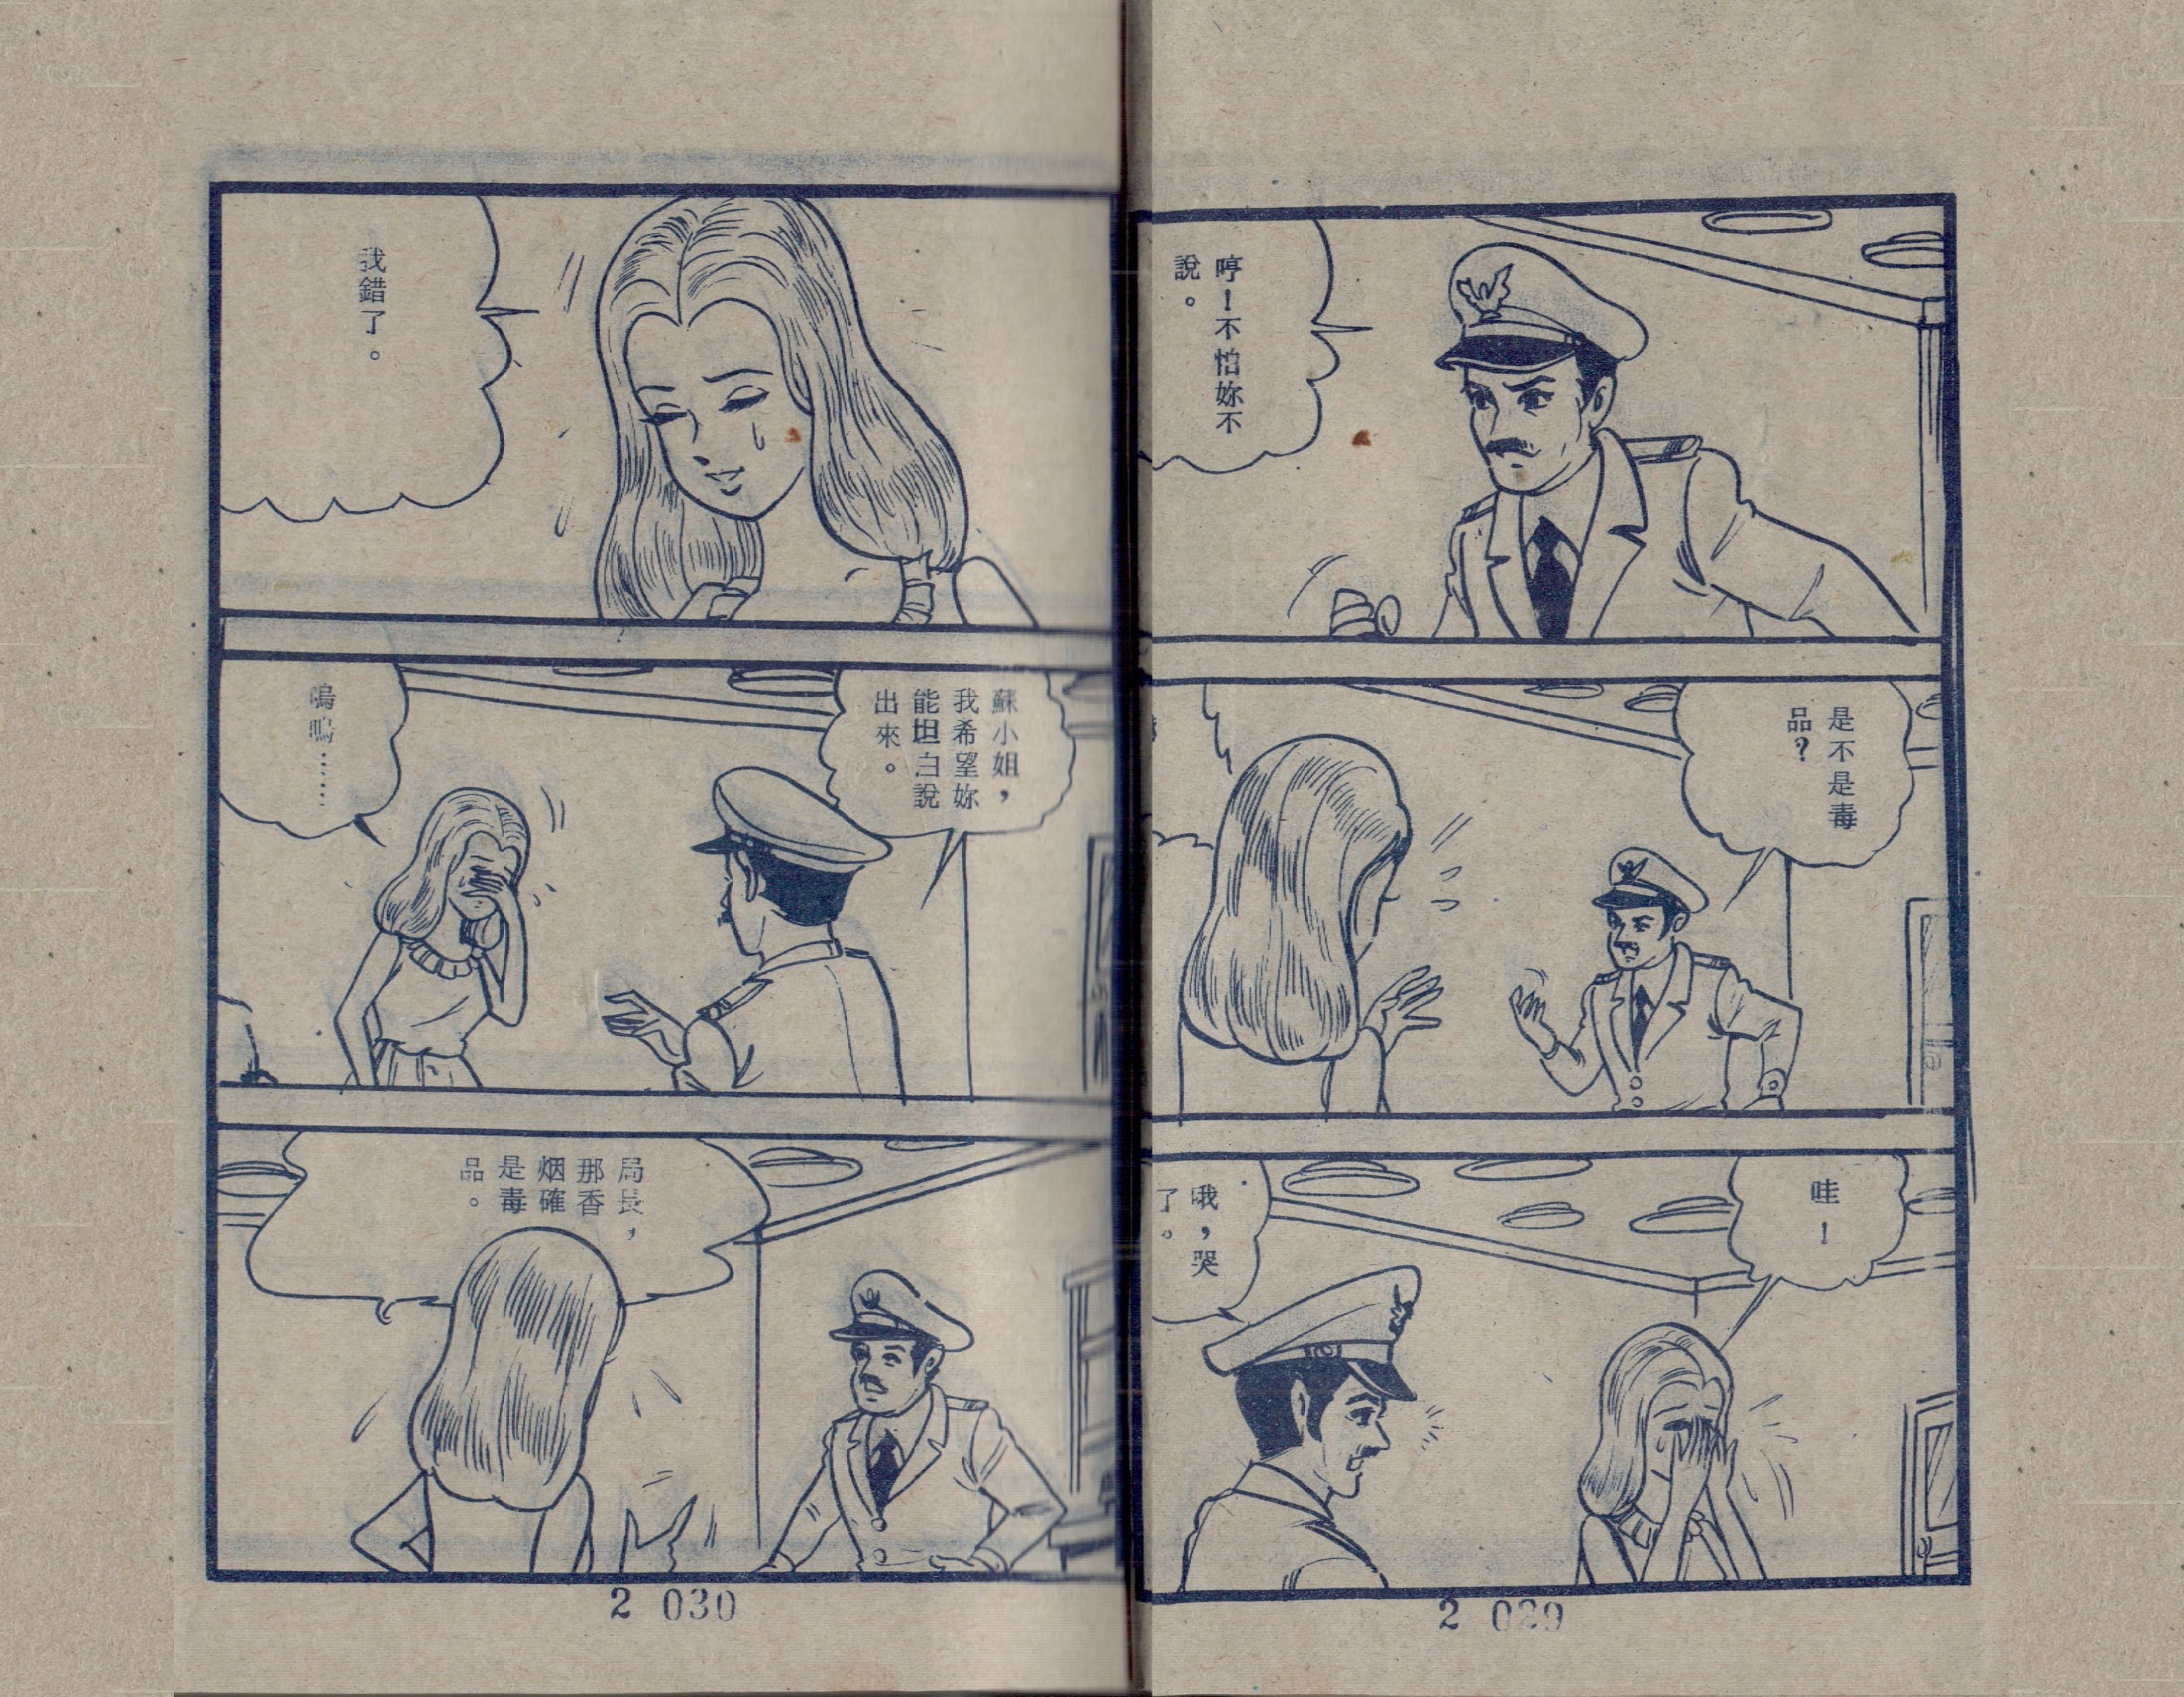 哼！不怕妳不
說。
是不是毒
品？
哇！
哦，哭
了。
2 029
我錯了。
蘇小姐，
我希望妳
能坦白說
出來。
嗚嗚……
局長，
那香
烟確
是毒
品。
2 030